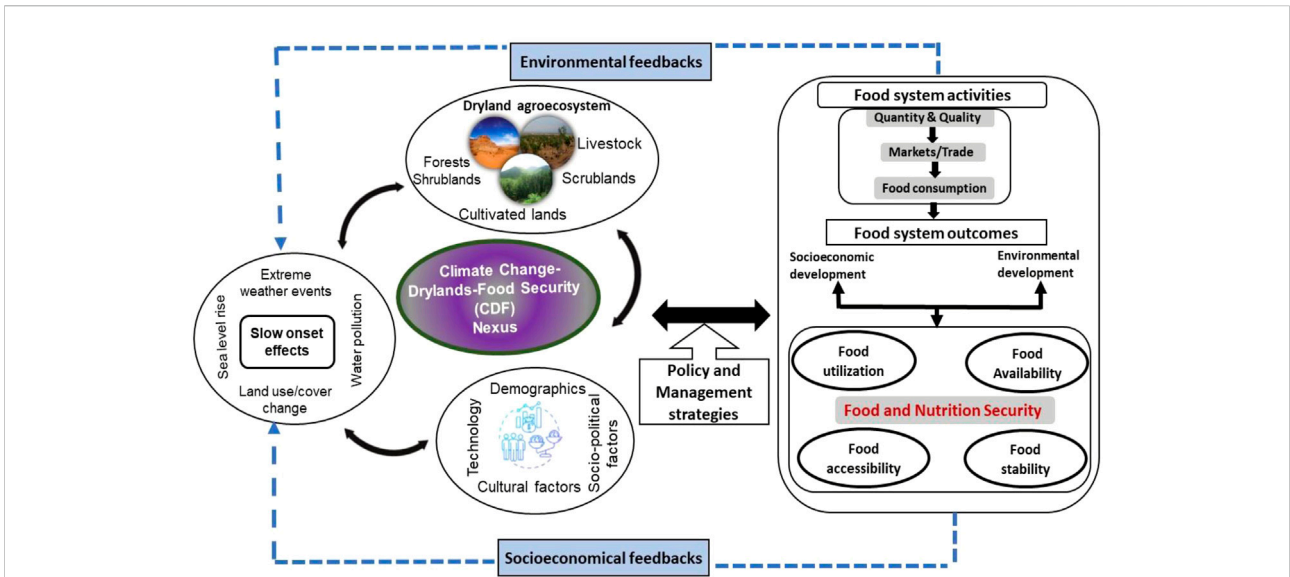 Environmental feedbacks
Dryland agroecosystem
Livestock
Forests
Shrublands
Scrublands
Cultivated lands
Climate Change-
Drylands-Food Security
(CDF)
Nexus
Extreme
weather events
Sea level rise
Slow onset
effects
Water pollution
Land use/cover
change
Demographics
Technology
Socio-political
factors
Cultural factors
Policy and
Management
strategies
Food system activities
Quantity & Quality
Markets/Trade
Food consumption
Food system outcomes
Socioeconomic
development
Environmental
development
Food
utilization
Food
Availability
Food and Nutrition Security
Food
accessibility
Food
stability
Socioeconomical feedbacks